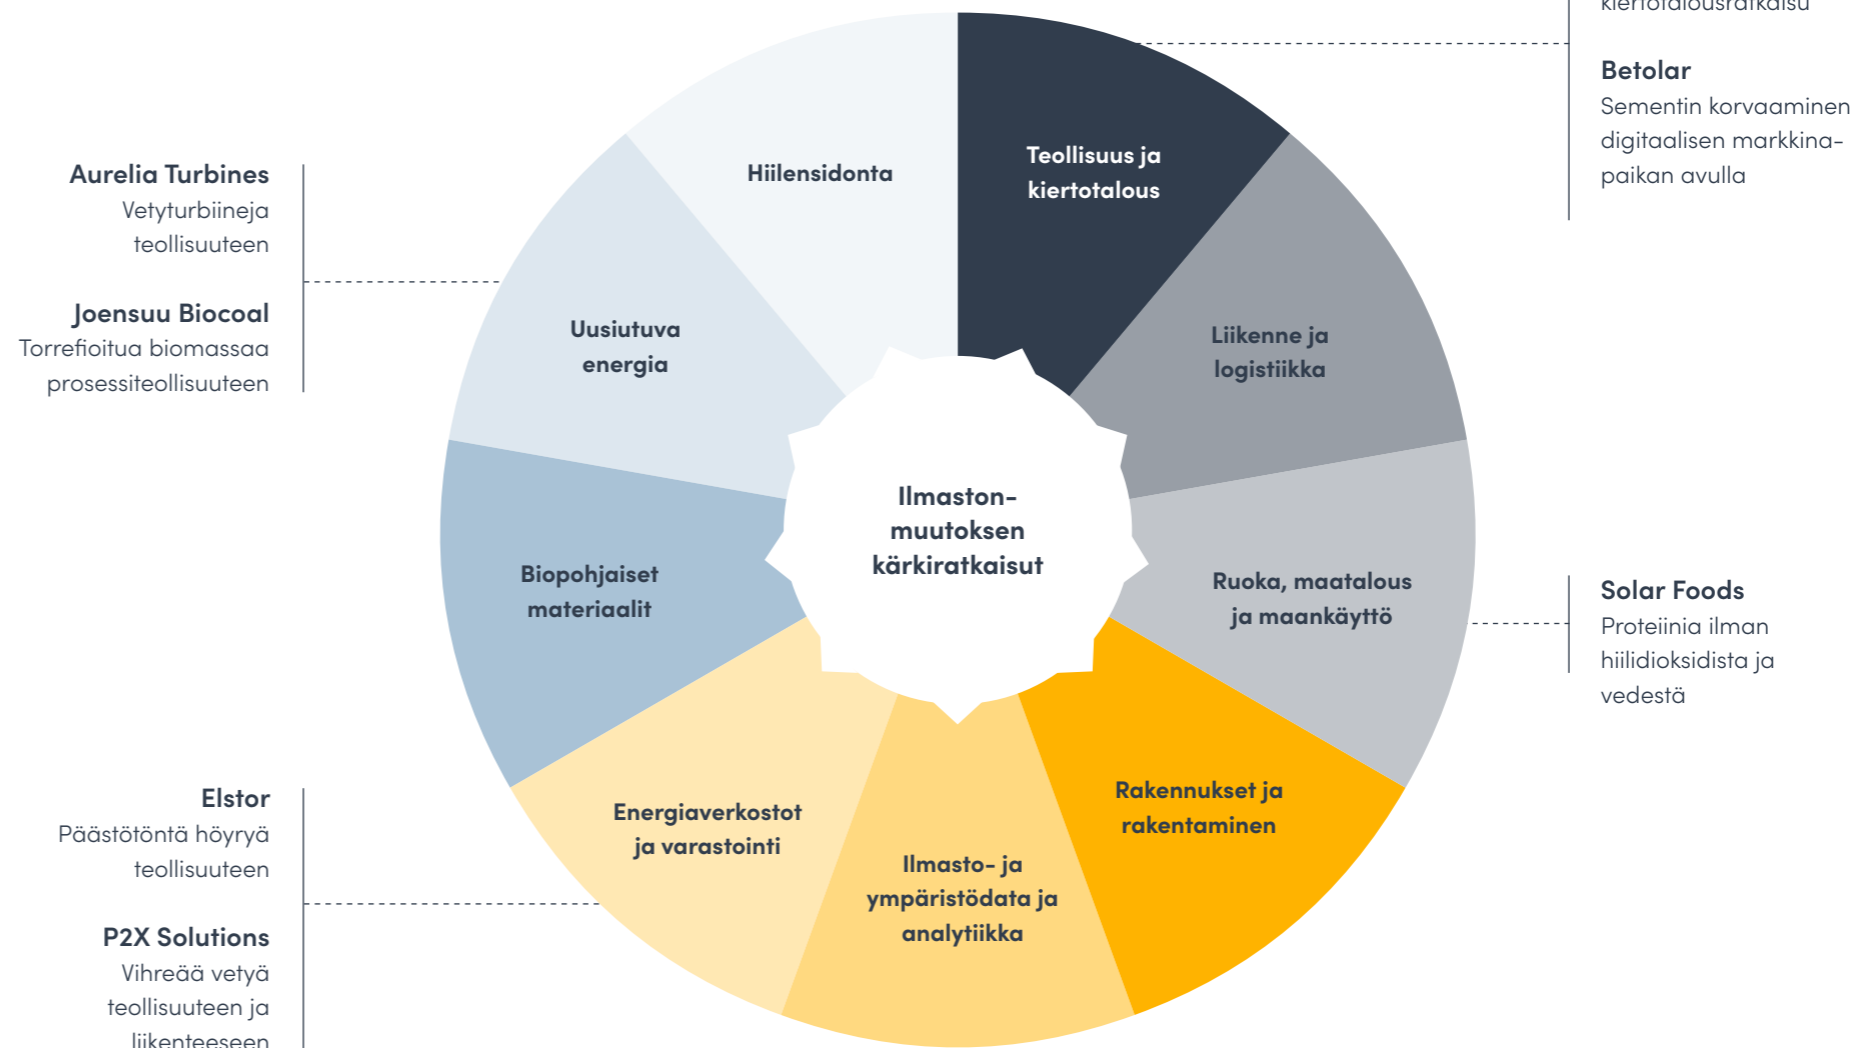 kiertotalousratkaisu
Betolar
Sementin korvaaminen
digitaalisen markkina-
paikan avulla
Hiilensidonta
Teollisuus ja
kiertotalous
Aurelia Turbines
Vetyturbiineja
teollisuuteen
Joensuu Biocoal
Torrefioitua biomassaa
prosessiteollisuuteen
Uusiutuva
energia
Liikenne ja
logistiikka
Ilmaston-
muutoksen
kärkiratkaisut
Biopohjaiset
materiaalit
Ruoka, maatalous
ja maankäyttö
Solar Foods
Proteiinia ilman
hiilidioksidista ja
vedestä
Elstor
Päästötöntä höyryä
teollisuuteen
P2X Solutions
Vihreää vetyä
teollisuuteen ja
liikenteeseen
Energiaverkostot
ja varastointi
Ilmasto- ja
ympäristödata ja
analytiikka
Rakennukset ja
rakentaminen